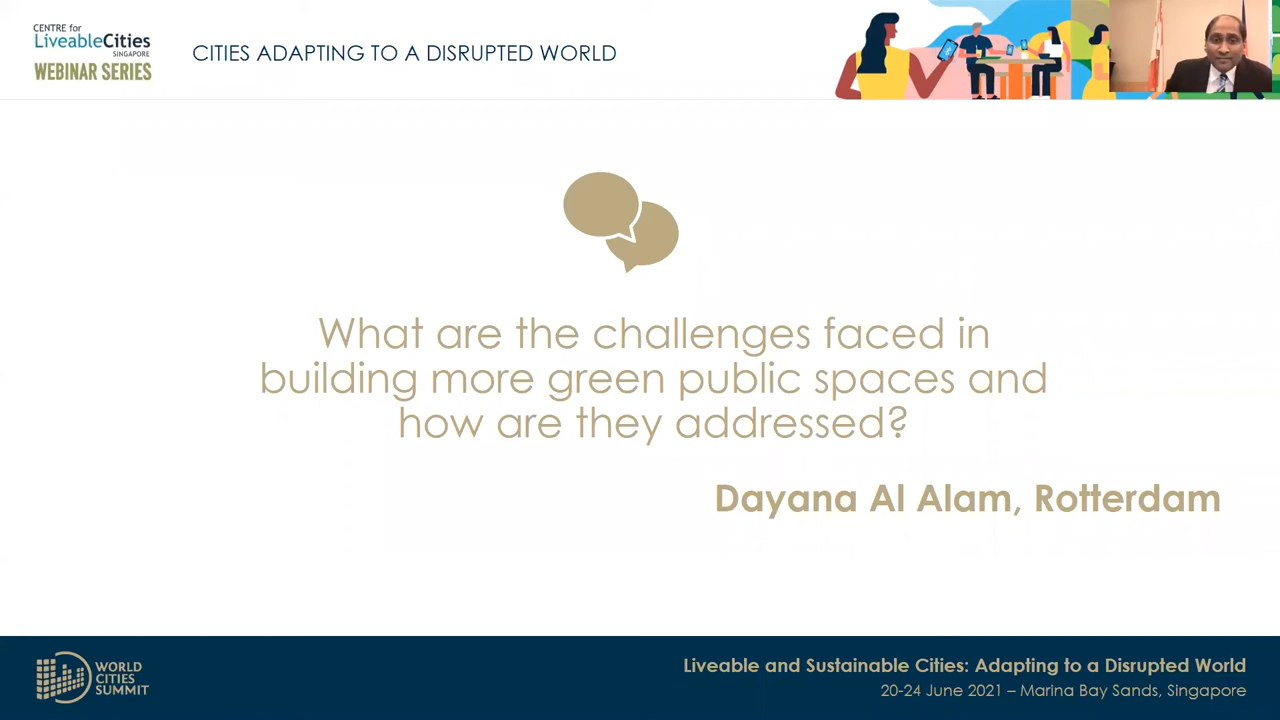 CENTRE for
LiveableCities
SINGAPORE
WEBINAR SERIES
CITIES ADAPTING TO A DISRUPTED WORLD
What are the challenges faced in
building more green public spaces and
how are they addressed?
Dayana Al Alam, Rotterdam
WORLD
CITIES
SUMMIT
Liveable and Sustainable Cities: Adapting to a Disrupted World
20-24 June 2021 – Marina Bay Sands, Singapore